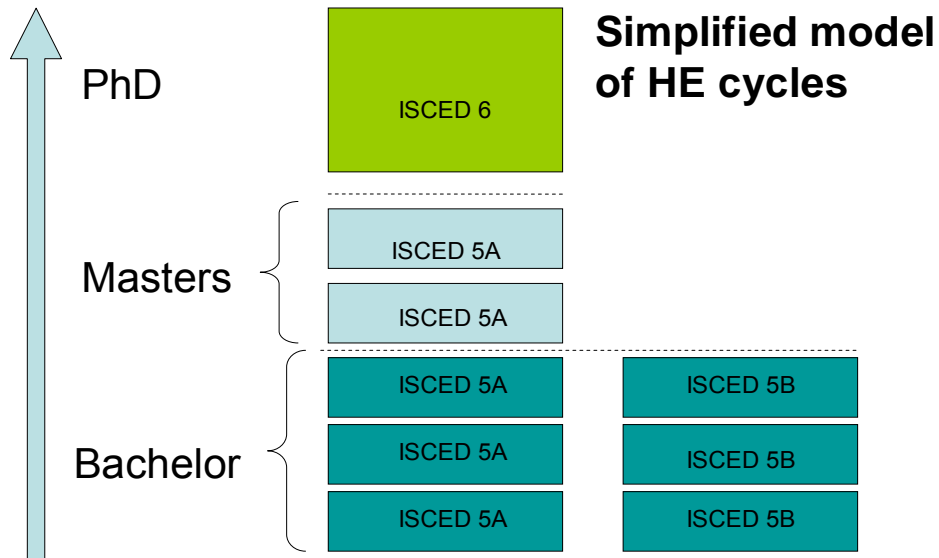 Simplified model
of HE cycles
PhD
ISCED 6
Masters
ISCED 5A
ISCED 5A
Bachelor
ISCED 5A
ISCED 5B
ISCED 5A
ISCED 5B
ISCED 5A
ISCED 5B